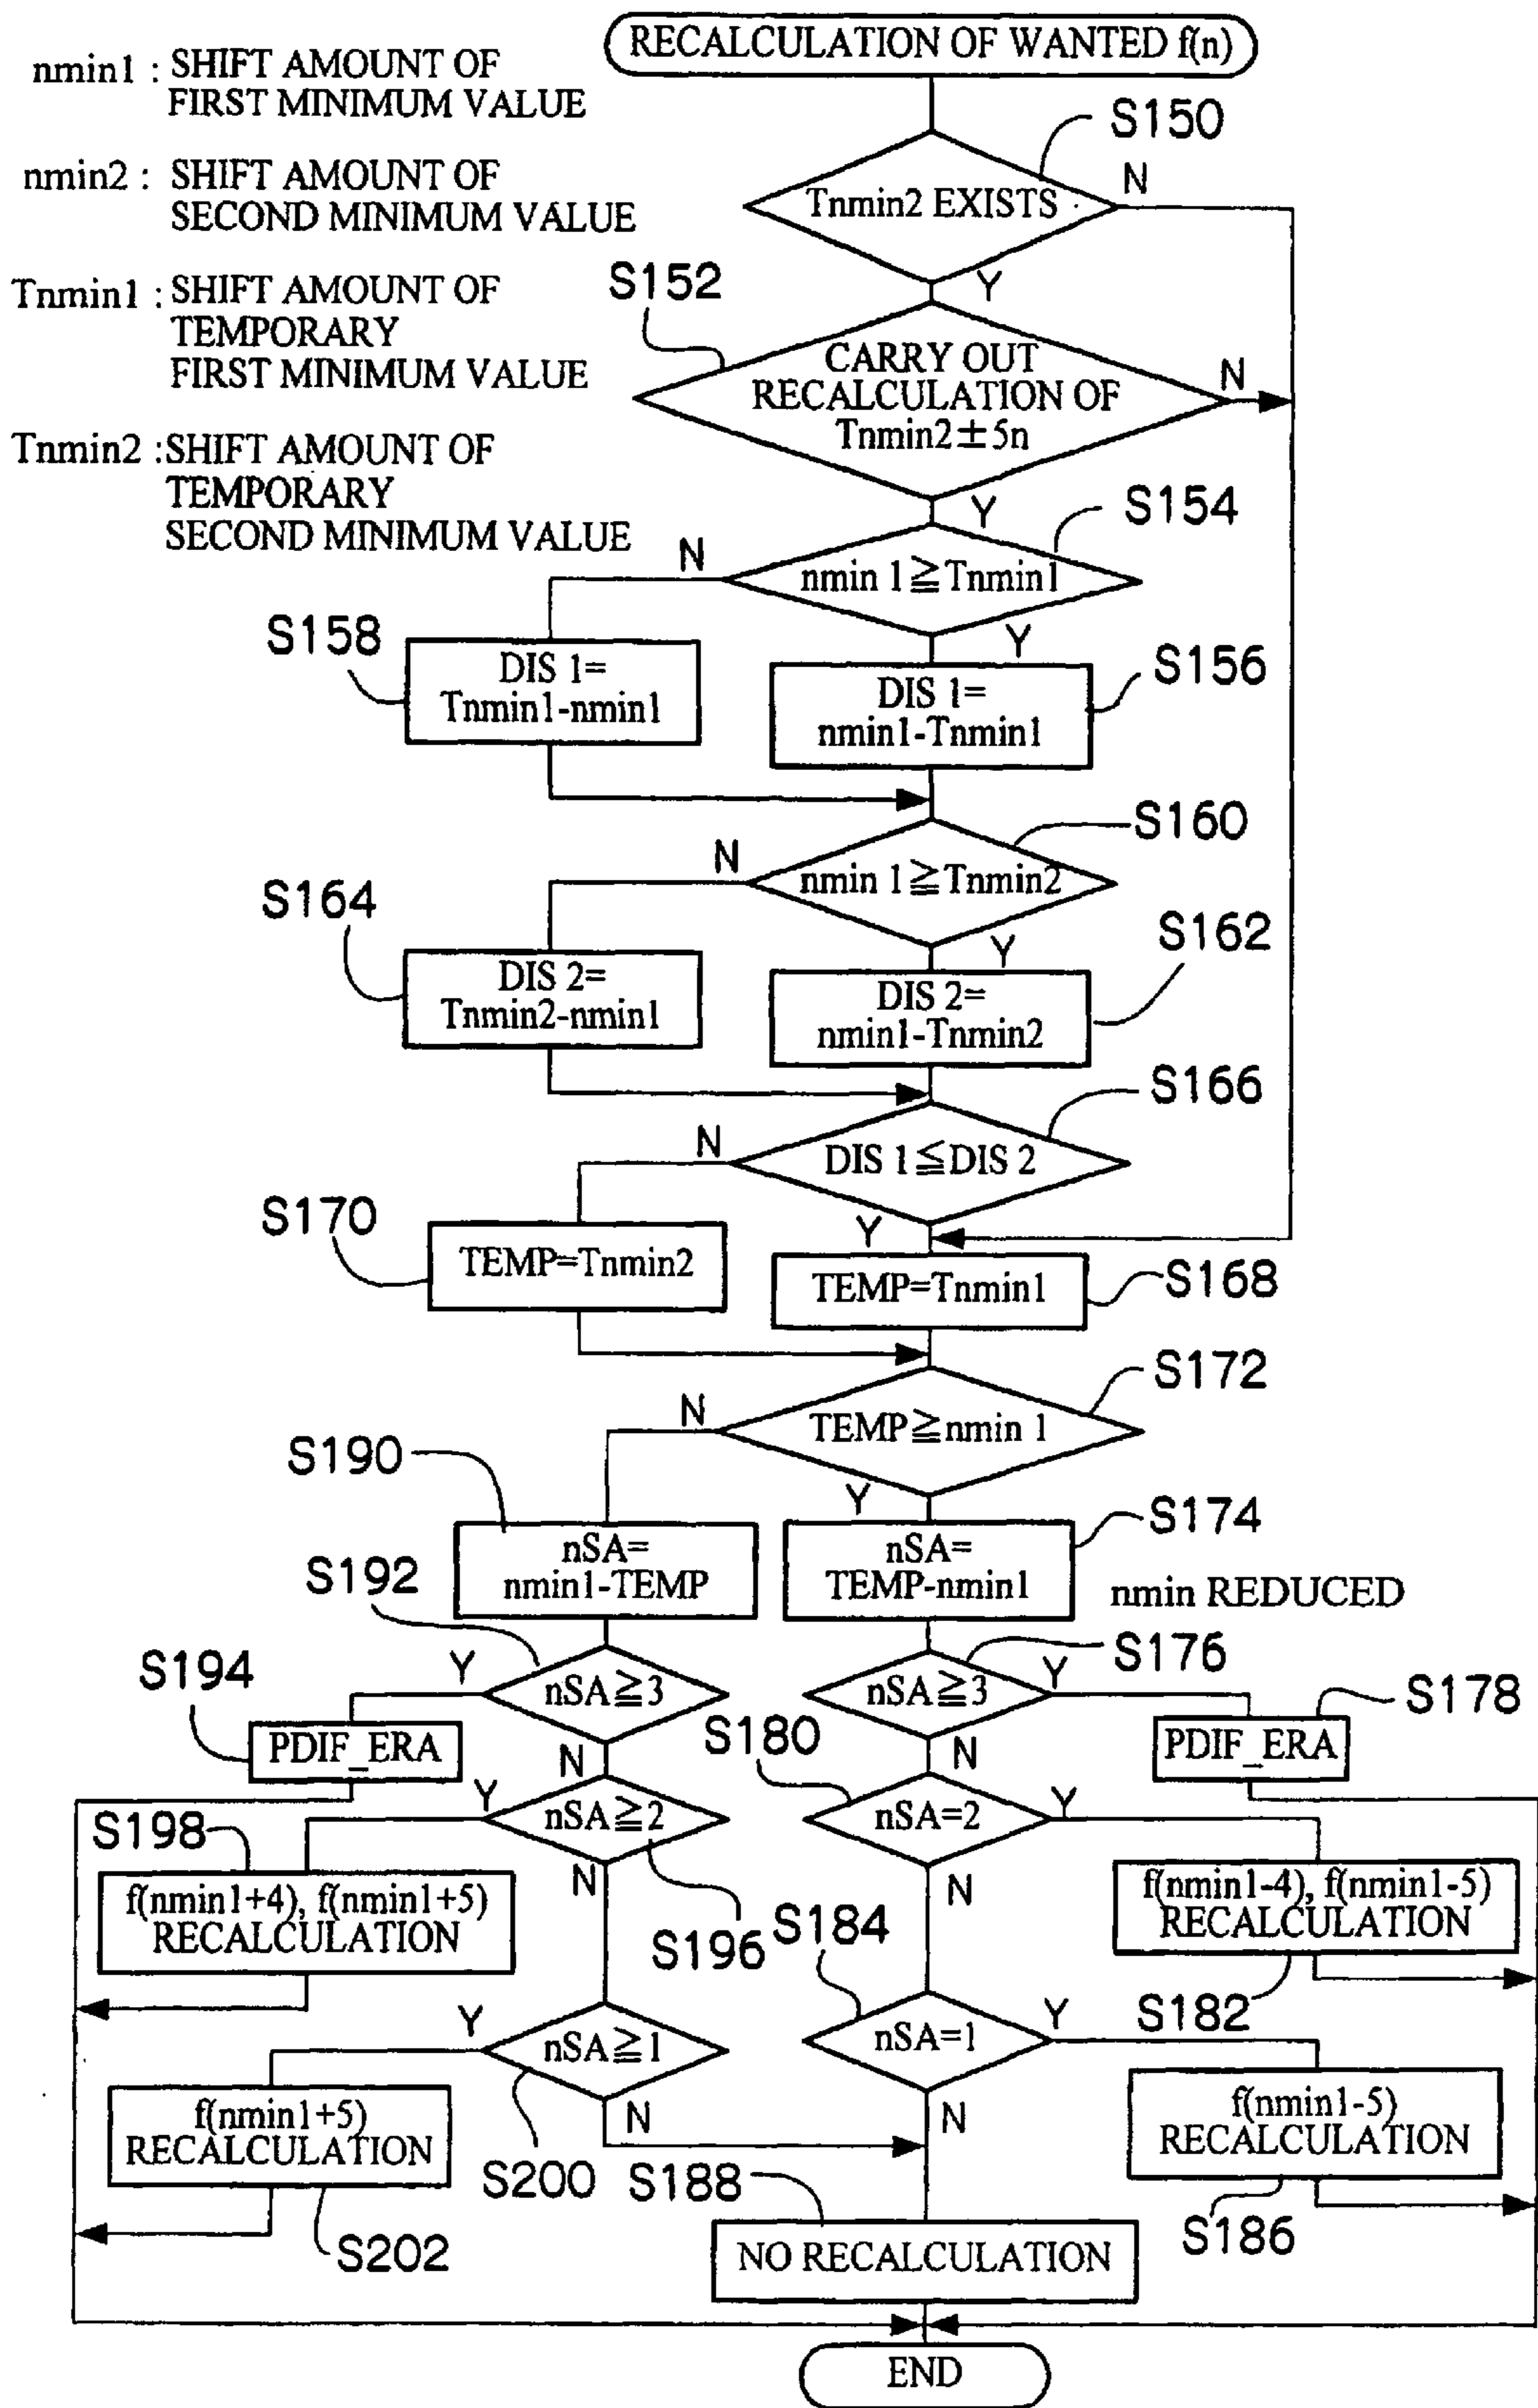 RECALCULATION OF WANTED f(n)
nmin1 : SHIFT AMOUNT OF
FIRST MINIMUM VALUE
nmin2 : SHIFT AMOUNT OF
SECOND MINIMUM VALUE
Tnmin1 : SHIFT AMOUNT OF
TEMPORARY
FIRST MINIMUM VALUE
Tnmin2 : SHIFT AMOUNT OF
TEMPORARY
SECOND MINIMUM VALUE
S150
Tnmin2 EXISTS
N
Y
S152
CARRY OUT
RECALCULATION OF
Tnmin2±5n
N
Y
S154
nmin 1≧Tnmin1
N
Y
S158
DIS 1=
Tnmin1-nmin1
S156
DIS 1=
nmin1-Tnmin1
S160
nmin 1≧Tnmin2
N
Y
S164
DIS 2=
Tnmin2-nmin1
S162
DIS 2=
nmin1-Tnmin2
S166
DIS 1≦DIS 2
N
Y
S170
TEMP=Tnmin2
TEMP=Tnmin1
S168
S172
TEMP≧nmin 1
N
Y
S190
nSA=
nmin1-TEMP
S174
nSA=
TEMP-nmin1
nmin REDUCED
S192
nSA≧3
Y
N
S176
nSA≧3
Y
N
S194
PDIF_ERA
S178
PDIF_ERA
S196
nSA≧2
Y
N
S180
nSA=2
Y
N
S198
f(nmin1+4), f(nmin1+5)
RECALCULATION
f(nmin1-4), f(nmin1-5)
RECALCULATION
S182
S200
nSA≧1
Y
N
S184
nSA=1
Y
N
f(nmin1+5)
RECALCULATION
S202
f(nmin1-5)
RECALCULATION
S186
S188
NO RECALCULATION
END